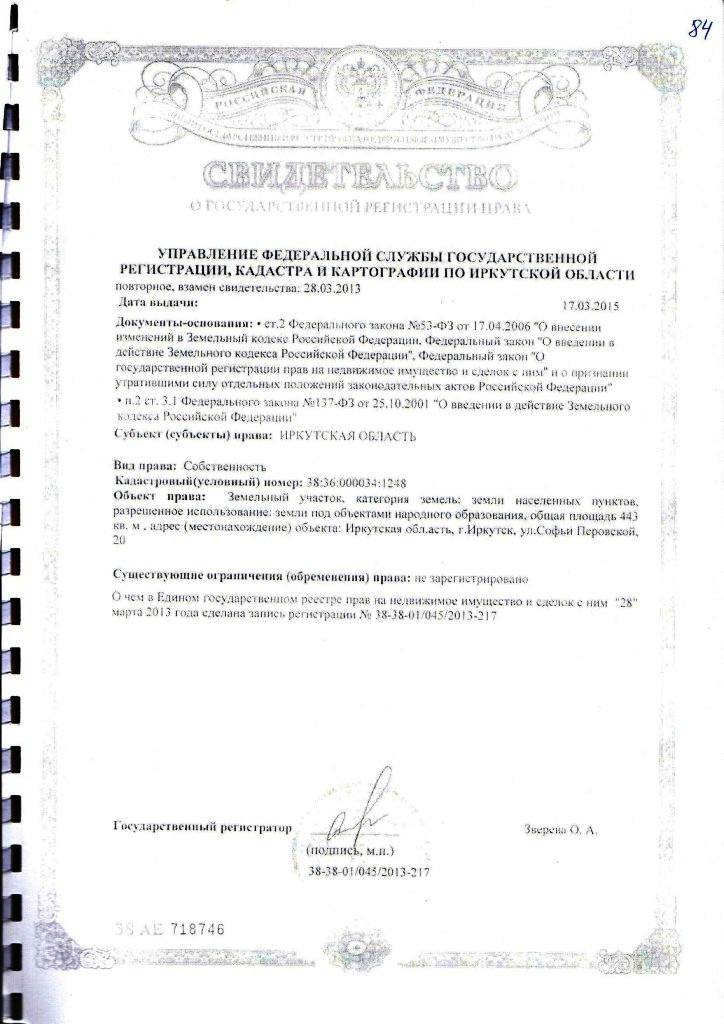 84
РОССИЙСКАЯ ФЕДЕРАЦИЯ
СВИДЕТЕЛЬСТВО
О ГОСУДАРСТВЕННОЙ РЕГИСТРАЦИИ ПРАВА
УПРАВЛЕНИЕ ФЕДЕРАЛЬНОЙ СЛУЖБЫ ГОСУДАРСТВЕННОЙ
РЕГИСТРАЦИИ, КАДАСТРА И КАРТОГРАФИИ ПО ИРКУТСКОЙ ОБЛАСТИ
повторное, взамен свидетельства: 28.03.2013
Дата выдачи: 17.03.2015
Документы-основания: • ст.2 Федерального закона №53-ФЗ от 17.04.2006 "О внесении
изменений в Земельный кодекс Российской Федерации, Федеральный закон "О введении в
действие Земельного кодекса Российской Федерации", Федеральный закон "О
государственной регистрации прав на недвижимое имущество и сделок с ним" и о признании
утратившими силу отдельных положений законодательных актов Российской Федерации"
• п.2 ст. 3.1 Федерального закона №137-ФЗ от 25.10.2001 "О введении в действие Земельного
кодекса Российской Федерации"
Субъект (субъекты) права: ИРКУТСКАЯ ОБЛАСТЬ
Вид права: Собственность
Кадастровый(условный) номер: 38:36:000034:1248
Объект права: Земельный участок, категория земель: земли населенных пунктов,
разрешенное использование: земли под объектами народного образования, общая площадь 443
кв. м , адрес (местонахождение) объекта: Иркутская область, г.Иркутск, ул.Софьи Перовской,
20
Существующие ограничения (обременения) права: не зарегистрировано
О чем в Едином государственном реестре прав на недвижимое имущество и сделок с ним "28"
марта 2013 года сделана запись регистрации № 38-38-01/045/2013-217
Государственный регистратор Зверева О. А.
(подпись, м.п.)
38-38-01/045/2013-217
38 АЕ 718746